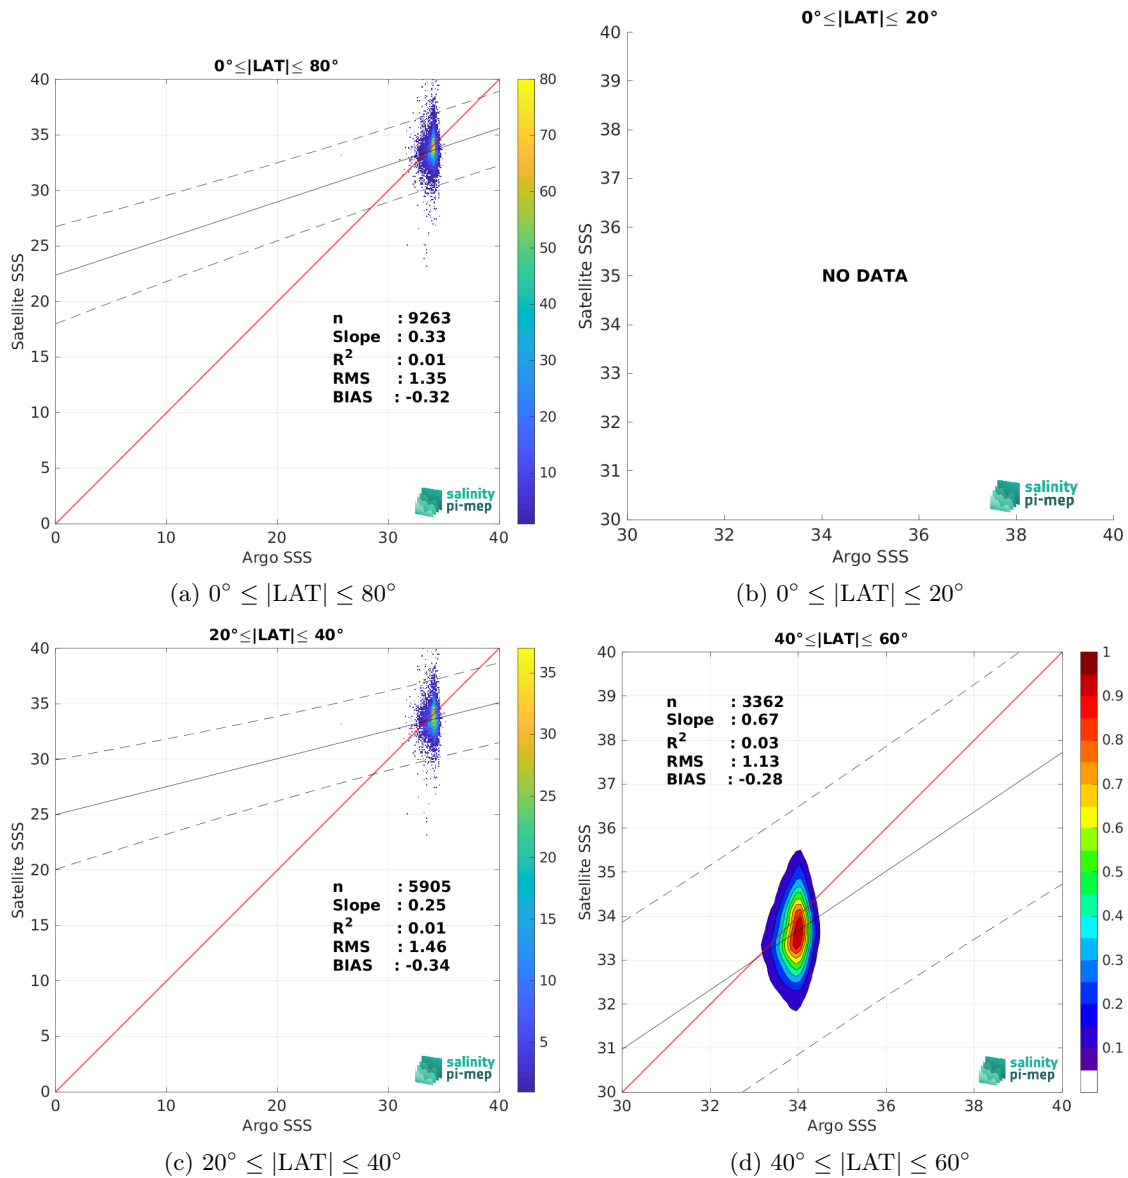 0°≤|LAT|≤ 80°
40
35
30
25
20
15
10
5
0
Satellite SSS
n : 9263
Slope : 0.33
R² : 0.01
RMS : 1.35
BIAS : -0.32
salinity
pi-mep
0 10 20 30 40
Argo SSS
80
70
60
50
40
30
20
10
(a) 0° ≤ |LAT| ≤ 80°
0°≤|LAT|≤ 20°
40
39
38
37
36
35
34
33
32
31
30
Satellite SSS
NO DATA
salinity
pi-mep
30 32 34 36 38 40
Argo SSS
(b) 0° ≤ |LAT| ≤ 20°
20°≤|LAT|≤ 40°
40
35
30
25
20
15
10
5
0
Satellite SSS
n : 5905
Slope : 0.25
R² : 0.01
RMS : 1.46
BIAS : -0.34
salinity
pi-mep
0 10 20 30 40
Argo SSS
35
30
25
20
15
10
5
(c) 20° ≤ |LAT| ≤ 40°
40°≤|LAT|≤ 60°
40
39
38
37
36
35
34
33
32
31
30
Satellite SSS
n : 3362
Slope : 0.67
R² : 0.03
RMS : 1.13
BIAS : -0.28
salinity
pi-mep
30 32 34 36 38 40
Argo SSS
1
0.9
0.8
0.7
0.6
0.5
0.4
0.3
0.2
0.1
(d) 40° ≤ |LAT| ≤ 60°